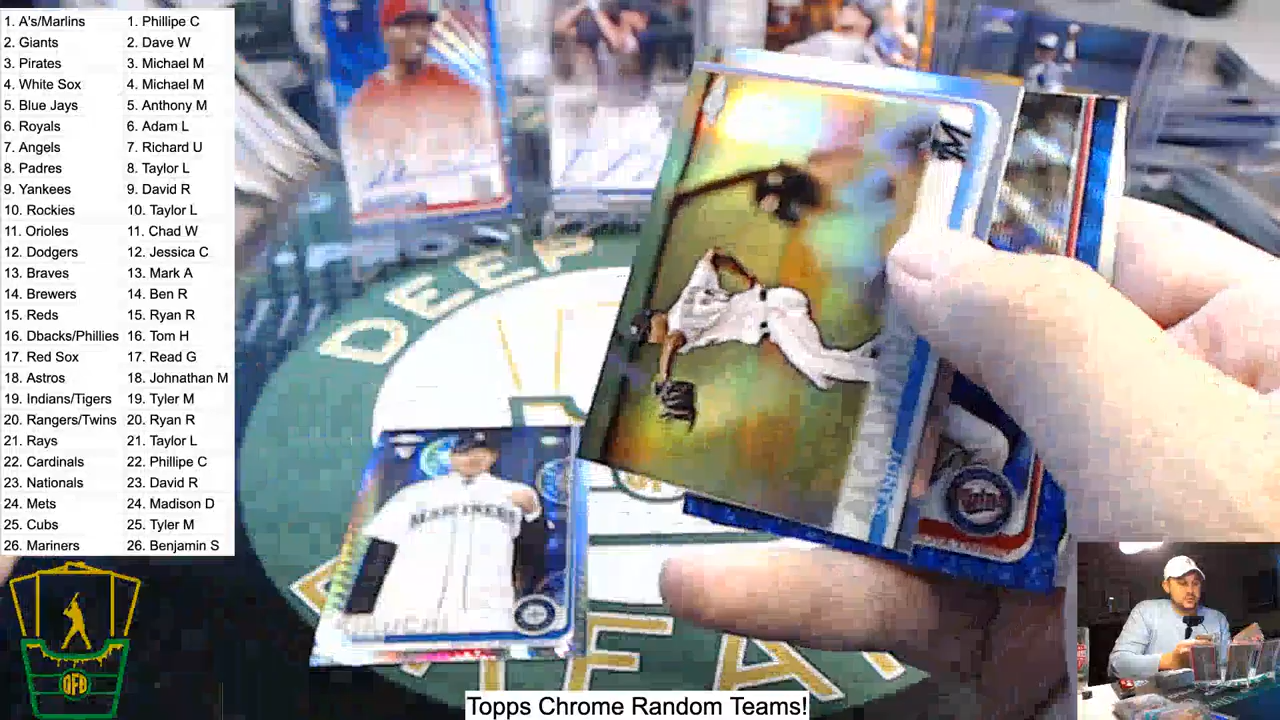 1. A's/Marlins
2. Giants
3. Pirates
4. White Sox
5. Blue Jays
6. Royals
7. Angels
8. Padres
9. Yankees
10. Rockies
11. Orioles
12. Dodgers
13. Braves
14. Brewers
15. Reds
16. Dbacks/Phillies
17. Red Sox
18. Astros
19. Indians/Tigers
20. Rangers/Twins
21. Rays
22. Cardinals
23. Nationals
24. Mets
25. Cubs
26. Mariners
1. Phillipe C
2. Dave W
3. Michael M
4. Michael M
5. Anthony M
6. Adam L
7. Richard U
8. Taylor L
9. David R
10. Taylor L
11. Chad W
12. Jessica C
13. Mark A
14. Ben R
15. Ryan R
16. Tom H
17. Read G
18. Johnathan M
19. Tyler M
20. Ryan R
21. Taylor L
22. Phillipe C
23. David R
24. Madison D
25. Tyler M
26. Benjamin S
DEEP
M
SANDY
Twins
MARINERS
KIKUCHI
DFB
Topps Chrome Random Teams!